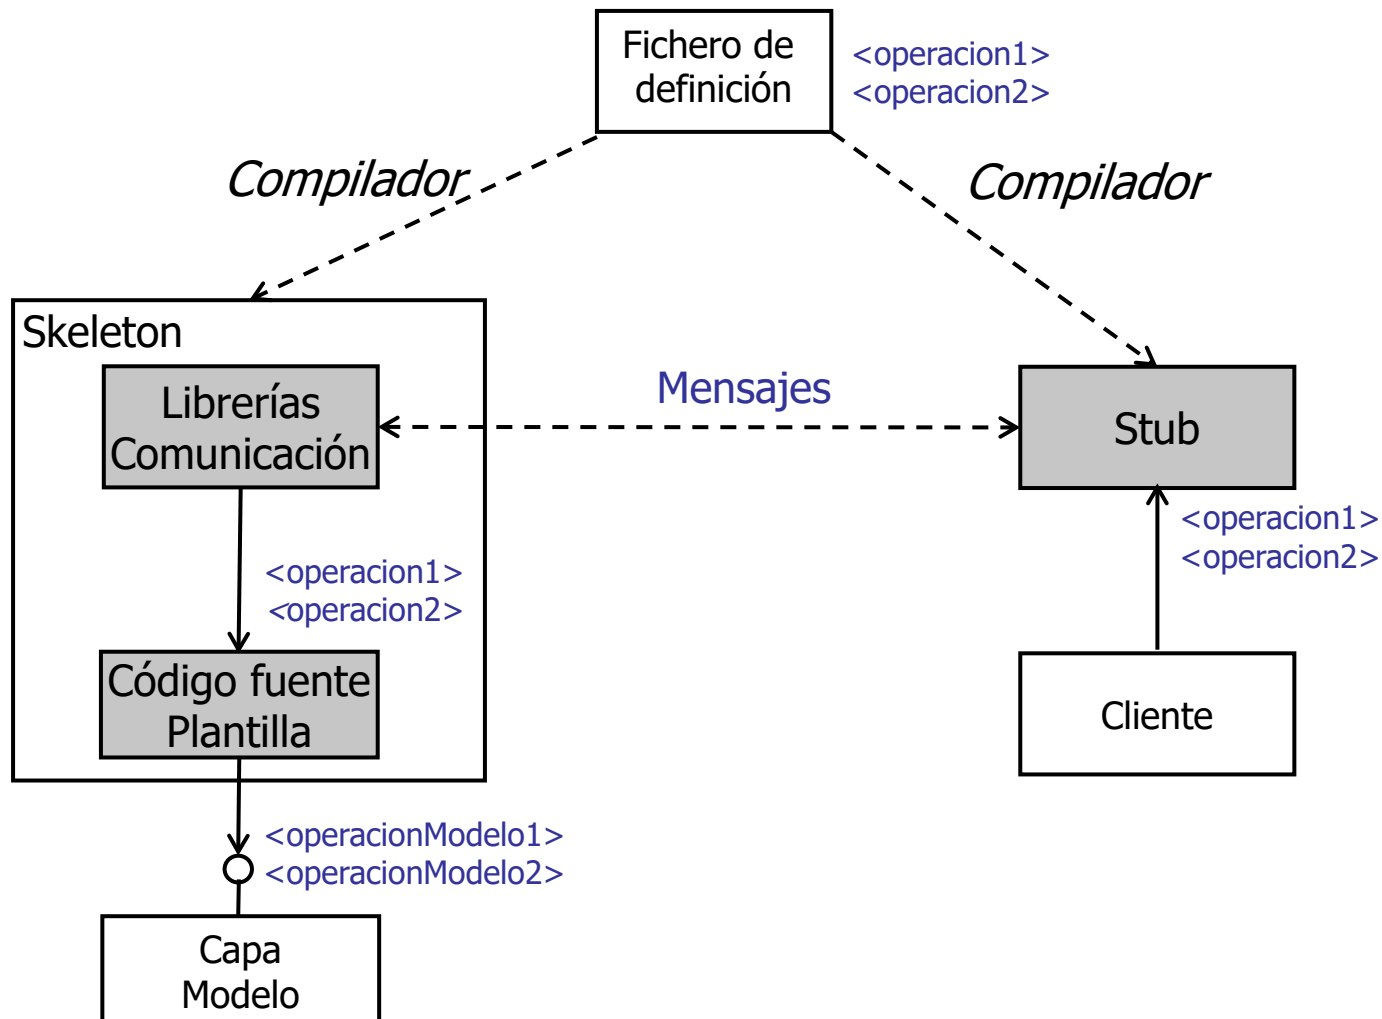 Fichero de
definición
<operacion1>
<operacion2>
Compilador
Compilador
Skeleton
Librerías
Comunicación
Mensajes
Stub
<operacion1>
<operacion2>
<operacion1>
<operacion2>
Código fuente
Plantilla
Cliente
<operacionModelo1>
<operacionModelo2>
Capa
Modelo